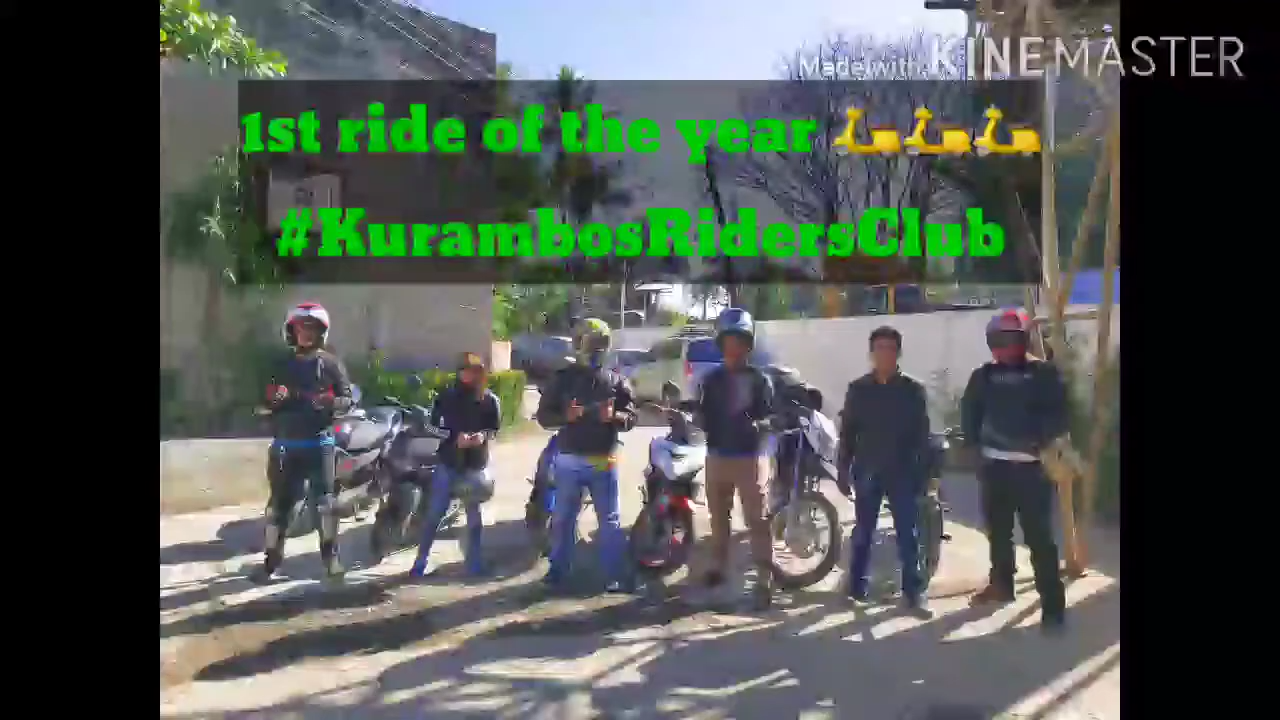 Made with KINEMASTER
1st ride of the year 🛵🛵🛵
#KurambosRidersClub